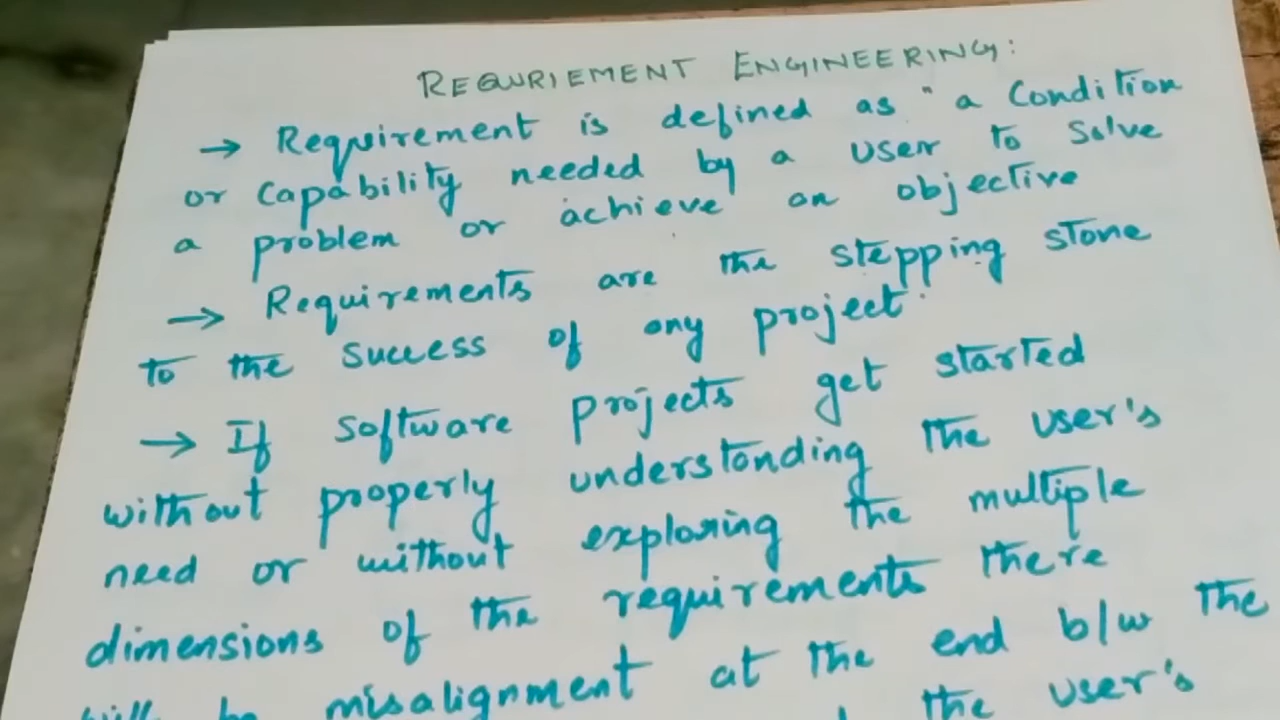 REQURIEMENT ENGINEERING:
→ Requirement is defined as "a Condition
or Capability needed by a user to Solve
a problem or achieve an objective
→ Requirements are the stepping stone
to the success of any project.
→ If Software projects get started
without properly understanding the user's
need or without exploring the multiple
dimensions of the requirements there
will be misalignment at the end b/w the
the user's